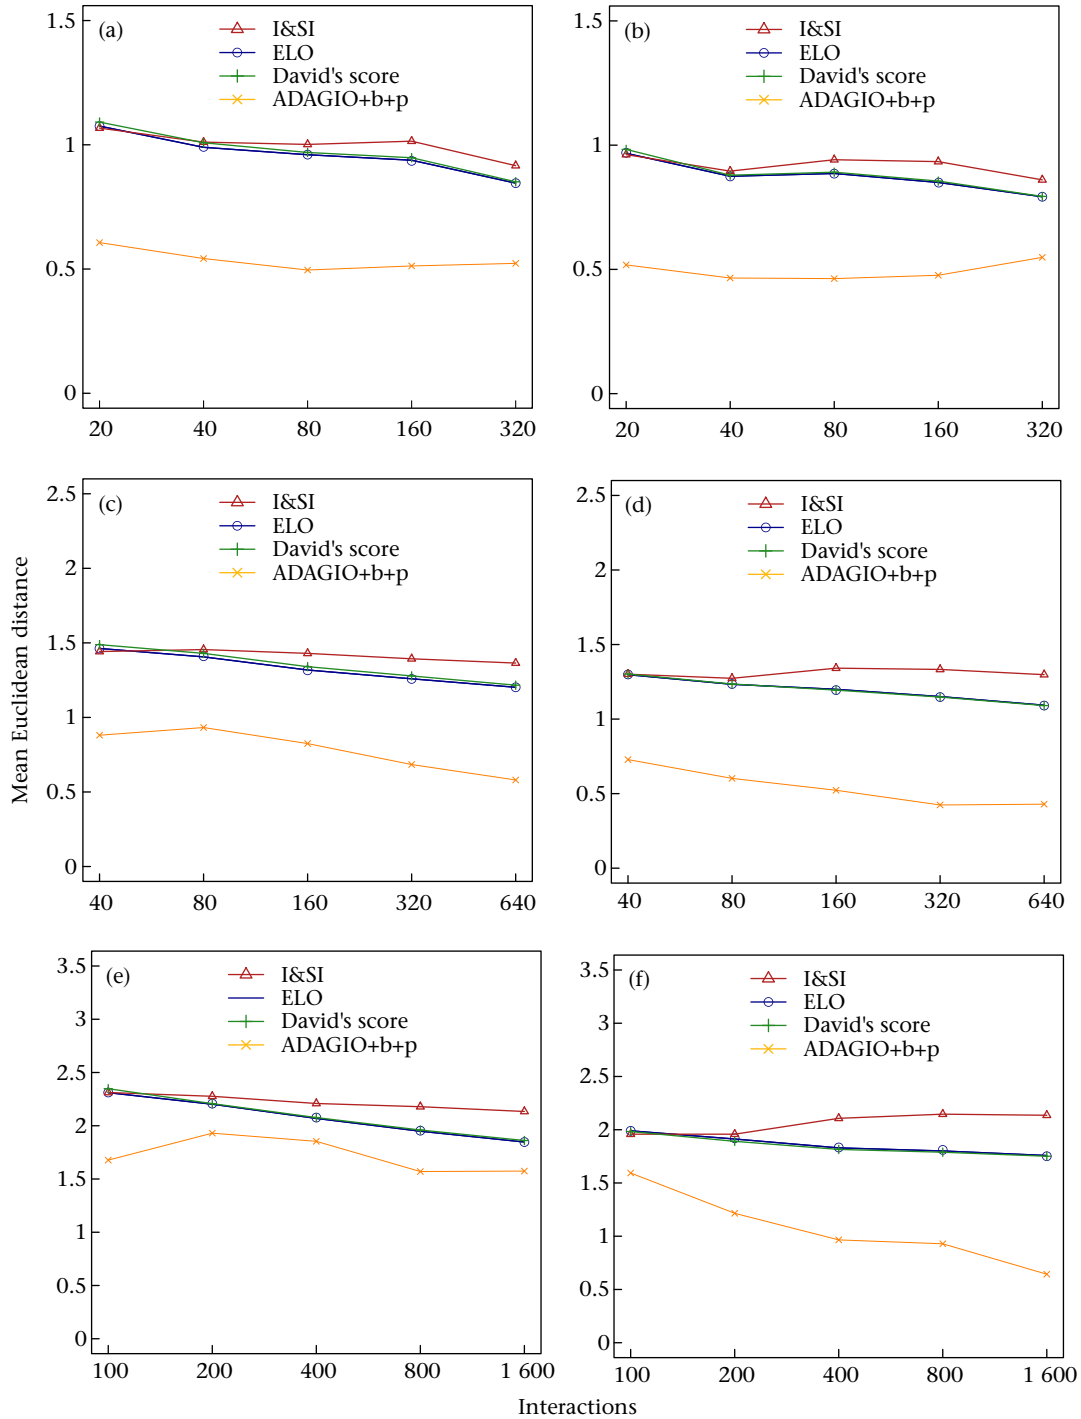 (a)
I&SI
ELO
David's score
ADAGIO+b+p
1.5
1
0.5
0
20 40 80 160 320
(b)
I&SI
ELO
David's score
ADAGIO+b+p
1.5
1
0.5
0
20 40 80 160 320
Mean Euclidean distance
(c)
I&SI
ELO
David's score
ADAGIO+b+p
2.5
2
1.5
1
0.5
0
40 80 160 320 640
(d)
I&SI
ELO
David's score
ADAGIO+b+p
2.5
2
1.5
1
0.5
0
40 80 160 320 640
(e)
I&SI
ELO
David's score
ADAGIO+b+p
3.5
3
2.5
2
1.5
1
0.5
0
100 200 400 800 1 600
(f)
I&SI
ELO
David's score
ADAGIO+b+p
3.5
3
2.5
2
1.5
1
0.5
0
100 200 400 800 1 600
Interactions